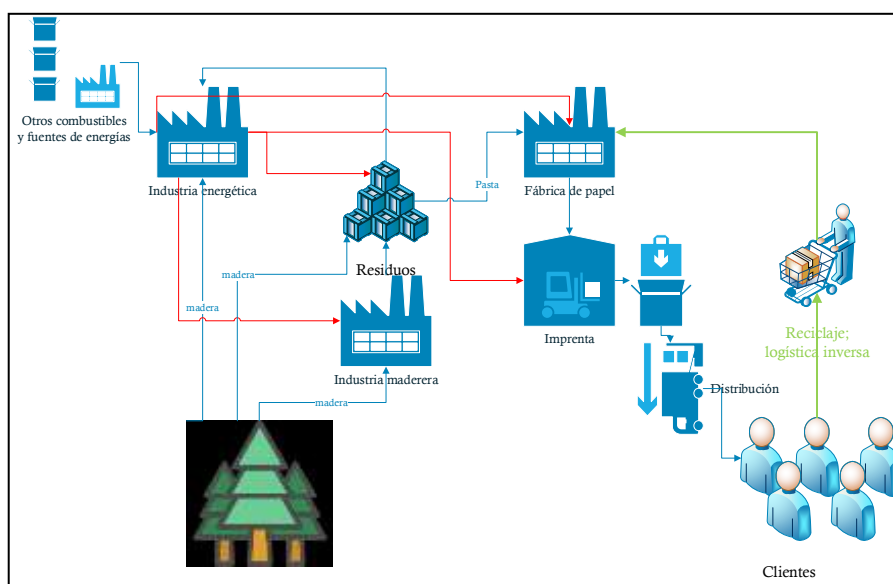 Otros combustibles
y fuentes de energías
Industria energética
Pasta
Fábrica de papel
madera
Residuos
madera
Imprenta
Reciclaje;
logística inversa
Industria maderera
madera
Distribución
Clientes